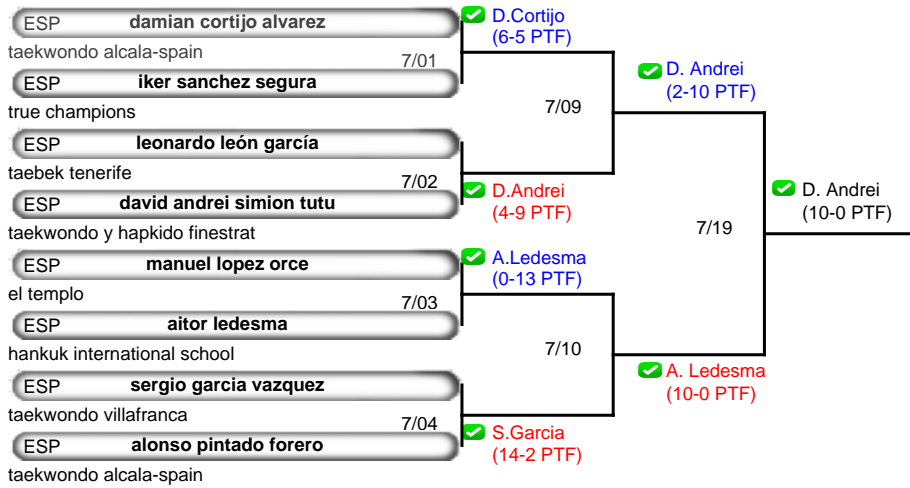 ESP damian cortijo alvarez
taekwondo alcala-spain
7/01
ESP iker sanchez segura
true champions
ESP leonardo león garcía
taebek tenerife
7/02
ESP david andrei simion tutu
taekwondo y hapkido finestrat
ESP manuel lopez orce
el templo
7/03
ESP aitor ledesma
hankuk international school
ESP sergio garcia vazquez
taekwondo villafranca
7/04
ESP alonso pintado forero
taekwondo alcala-spain
D.Cortijo
(6-5 PTF)
7/09
D.Andrei
(4-9 PTF)
A.Ledesma
(0-13 PTF)
7/10
S.Garcia
(14-2 PTF)
D. Andrei
(2-10 PTF)
7/19
A. Ledesma
(10-0 PTF)
D. Andrei
(10-0 PTF)